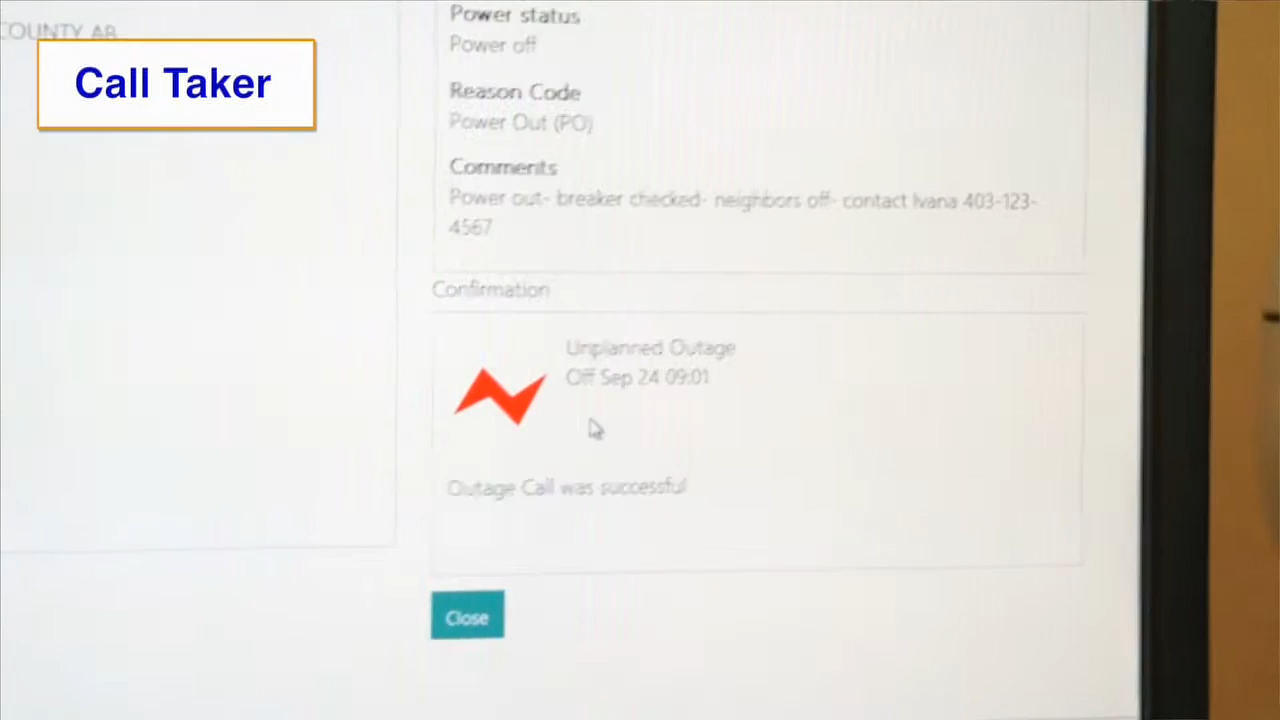 COUNTY AB
Call Taker
Power status
Power off
Reason Code
Power Out (PO)
Comments
Power out- breaker checked- neighbors off- contact Ivana 403-123-
4567
Confirmation
Unplanned Outage
Off Sep 24 09:01
Outage Call was successful
Close